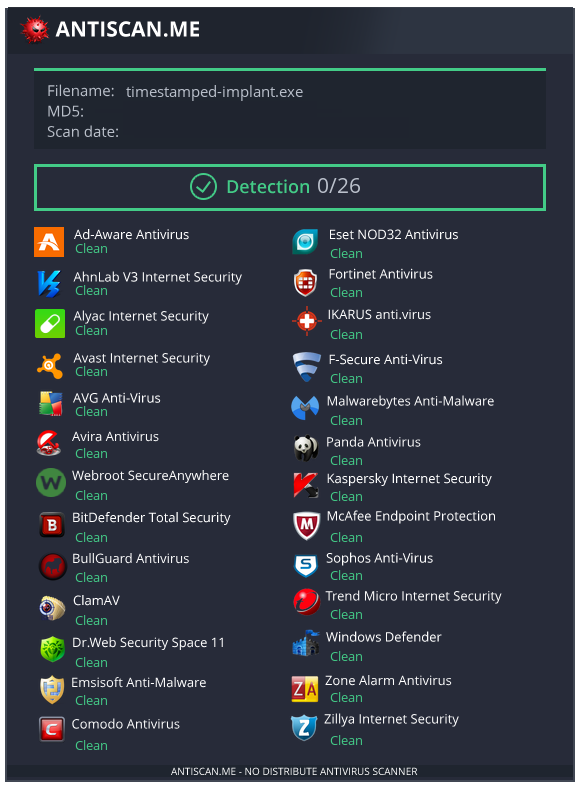 ANTISCAN.ME
Filename: timestamped-implant.exe
MD5:
Scan date:
Detection 0/26
Ad-Aware Antivirus
Clean
AhnLab V3 Internet Security
Clean
Alyac Internet Security
Clean
Avast Internet Security
Clean
AVG Anti-Virus
Clean
Avira Antivirus
Clean
Webroot SecureAnywhere
Clean
BitDefender Total Security
Clean
BullGuard Antivirus
Clean
ClamAV
Clean
Dr.Web Security Space 11
Clean
Emsisoft Anti-Malware
Clean
Comodo Antivirus
Clean
Eset NOD32 Antivirus
Clean
Fortinet Antivirus
Clean
IKARUS anti.virus
Clean
F-Secure Anti-Virus
Clean
Malwarebytes Anti-Malware
Clean
Panda Antivirus
Clean
Kaspersky Internet Security
Clean
McAfee Endpoint Protection
Clean
Sophos Anti-Virus
Clean
Trend Micro Internet Security
Clean
Windows Defender
Clean
Zone Alarm Antivirus
Clean
Zillya Internet Security
Clean
ANTISCAN.ME - NO DISTRIBUTE ANTIVIRUS SCANNER